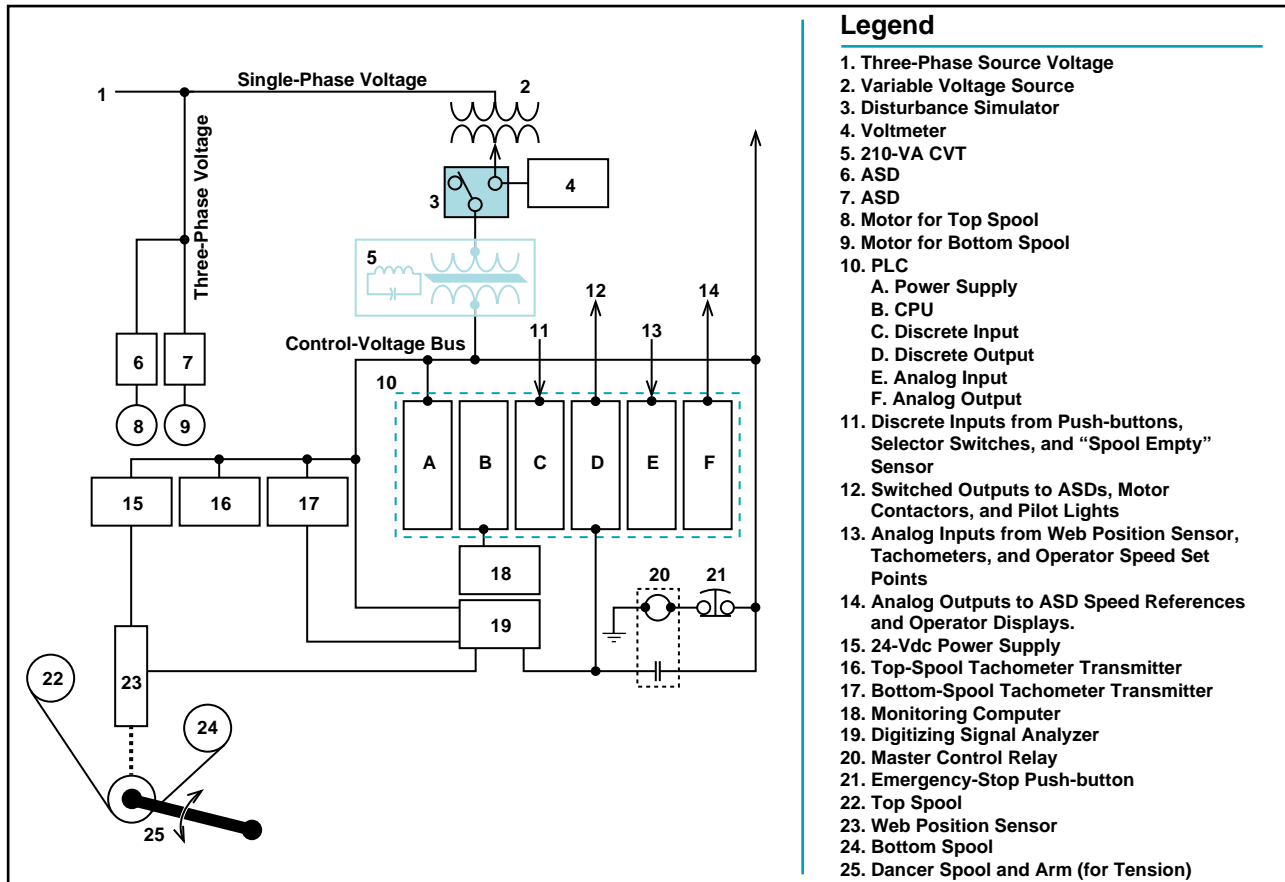 Single-Phase Voltage
1
2
Three-Phase Voltage
3
4
5
12
14
11
13
Control-Voltage Bus
6
7
10
8
9
A
B
C
D
E
F
15
16
17
18
20
21
19
22
23
24
25
Legend
1. Three-Phase Source Voltage
2. Variable Voltage Source
3. Disturbance Simulator
4. Voltmeter
5. 210-VA CVT
6. ASD
7. ASD
8. Motor for Top Spool
9. Motor for Bottom Spool
10. PLC
A. Power Supply
B. CPU
C. Discrete Input
D. Discrete Output
E. Analog Input
F. Analog Output
11. Discrete Inputs from Push-buttons,
Selector Switches, and “Spool Empty”
Sensor
12. Switched Outputs to ASDs, Motor
Contactors, and Pilot Lights
13. Analog Inputs from Web Position Sensor,
Tachometers, and Operator Speed Set
Points
14. Analog Outputs to ASD Speed References
and Operator Displays.
15. 24-Vdc Power Supply
16. Top-Spool Tachometer Transmitter
17. Bottom-Spool Tachometer Transmitter
18. Monitoring Computer
19. Digitizing Signal Analyzer
20. Master Control Relay
21. Emergency-Stop Push-button
22. Top Spool
23. Web Position Sensor
24. Bottom Spool
25. Dancer Spool and Arm (for Tension)